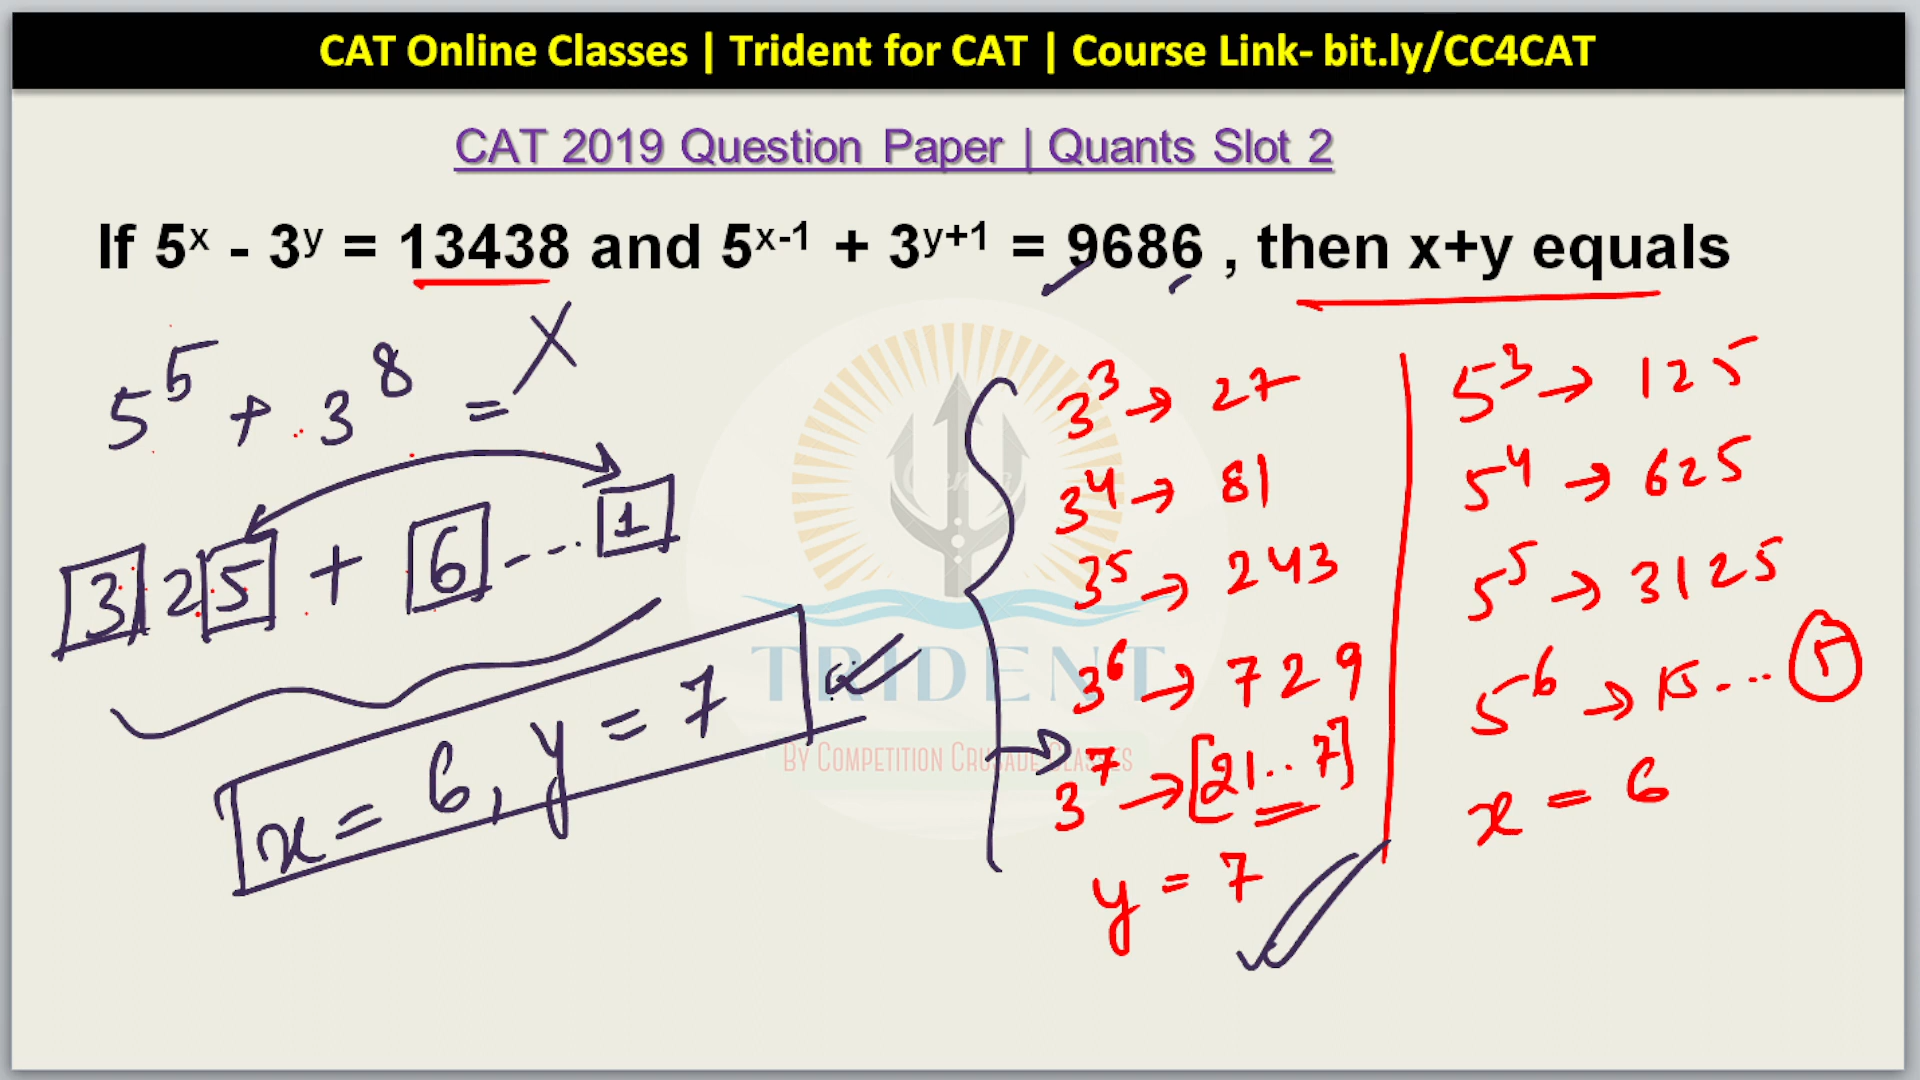 CAT Online Classes | Trident for CAT | Course Link- bit.ly/CC4CAT
CAT 2019 Question Paper | Quants Slot 2
If 5ˣ - 3ʸ = 13438 and 5ˣ⁻¹ + 3ʸ⁺¹ = 9686 , then x+y equals
5⁵ + 3⁸ = X
325 + 6 ... 1
x = 6, y = 7
3³ → 27
3⁴ → 81
3⁵ → 243
3⁶ → 729
3⁷ → [21..7]
y = 7
5³ → 125
5⁴ → 625
5⁵ → 3125
5⁶ → 15... 5
x = 6
TRIDENT
BY COMPETITION CRUSADE CLASSES